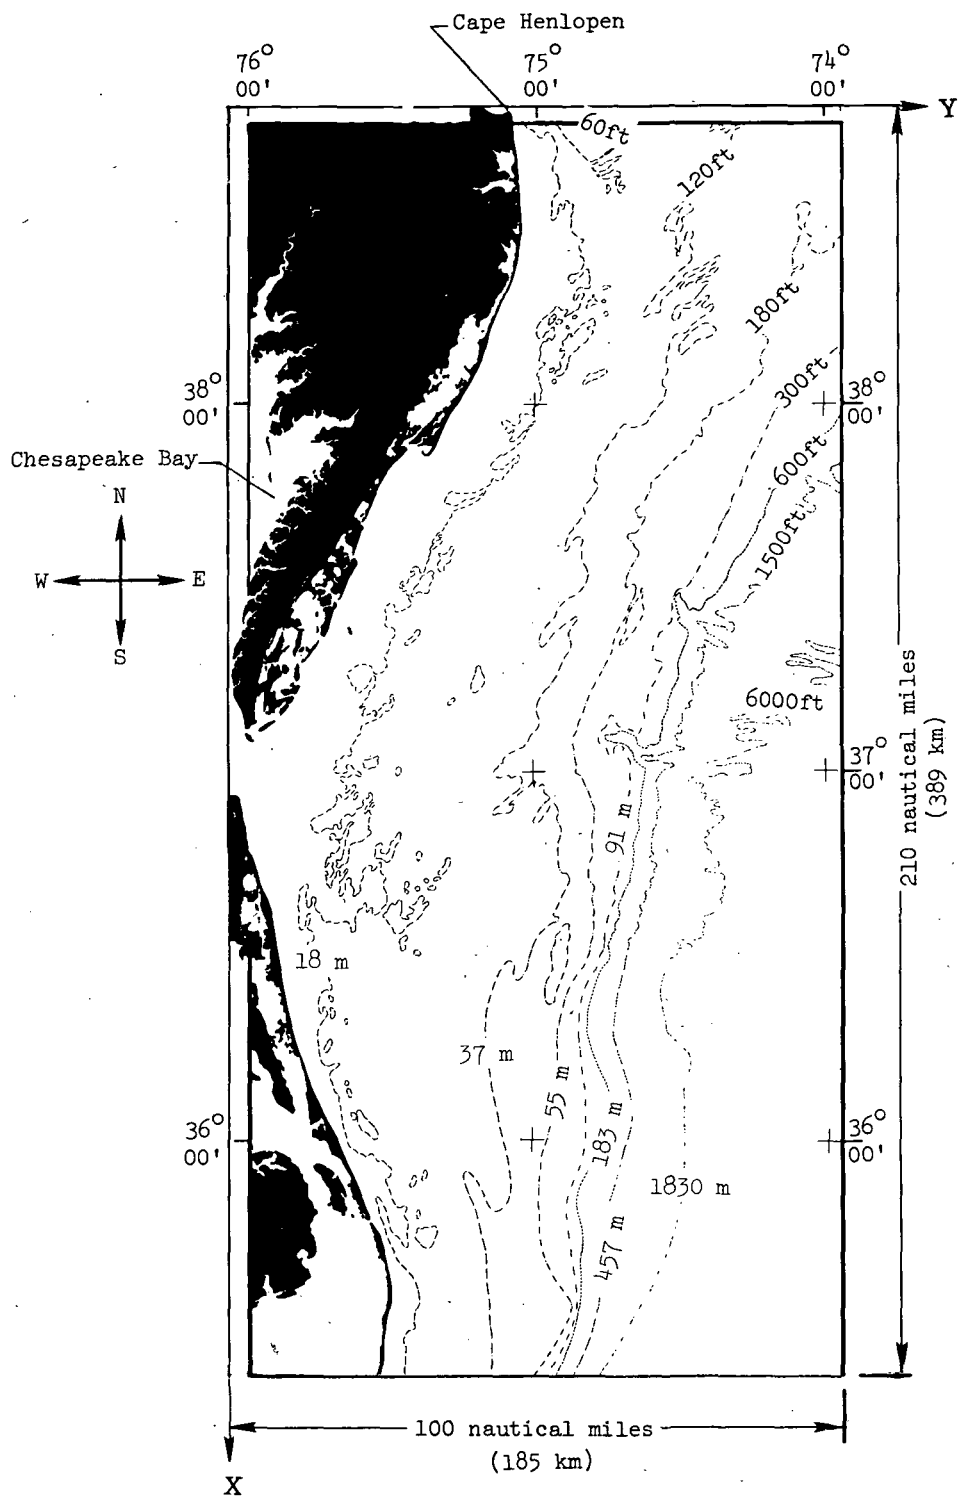 Cape Henlopen
76°
00'
75°
00'
74°
00'
Y
60ft
120ft
180ft
38°
00'
300ft
38°
00'
600ft
Chesapeake Bay
N
1500ft
W
E
S
6000ft
37°
00'
210 nautical miles
(389 km)
91 m
18 m
37 m
55 m
183 m
36°
00'
36°
00'
1830 m
457 m
100 nautical miles
(185 km)
X